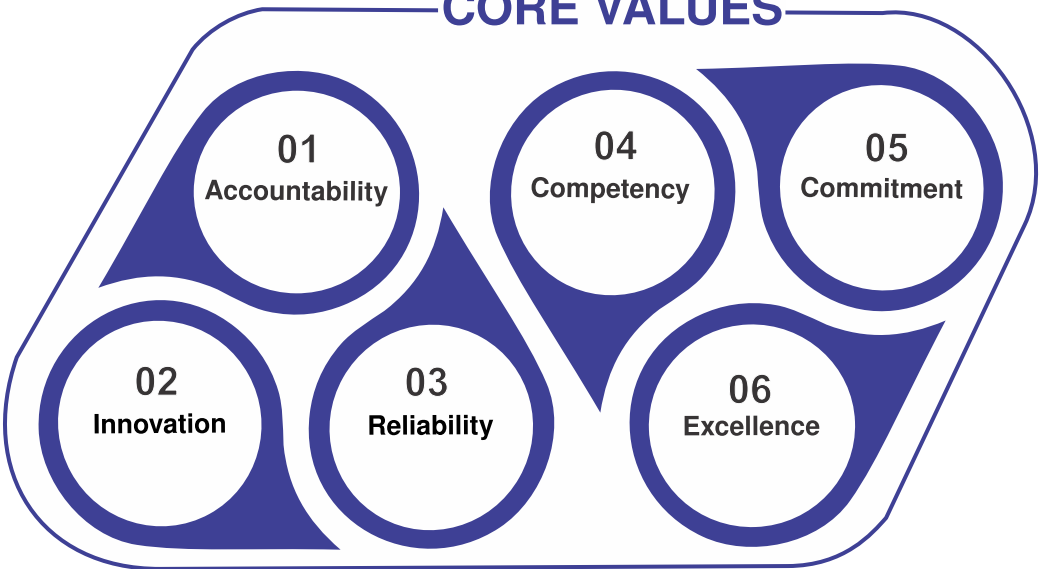 CORE VALUES
01
Accountability
02
Innovation
03
Reliability
04
Competency
05
Commitment
06
Excellence